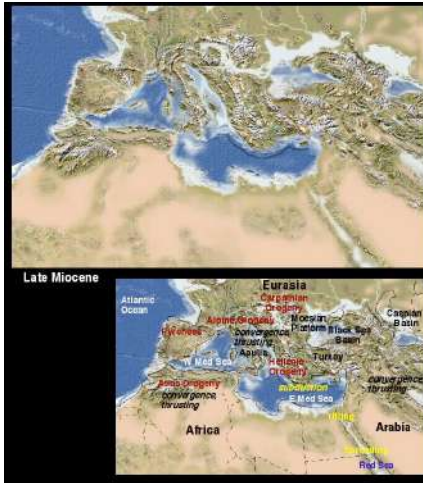 Late Miocene
Eurasia
Atlantic
Ocean
Carpathian
Orogeny
Caspian
Basin
Alpine Orogeny
Moesian
Platform
Pyrenees
convergence,
thrusting
Black Sea
Basin
Apulia
W Med Sea
Hellenic
Orogeny
Turkey
Atlas Orogeny
convergence,
thrusting
subduction
E Med Sea
convergence,
thrusting
rifting
Africa
Arabia
Red Sea